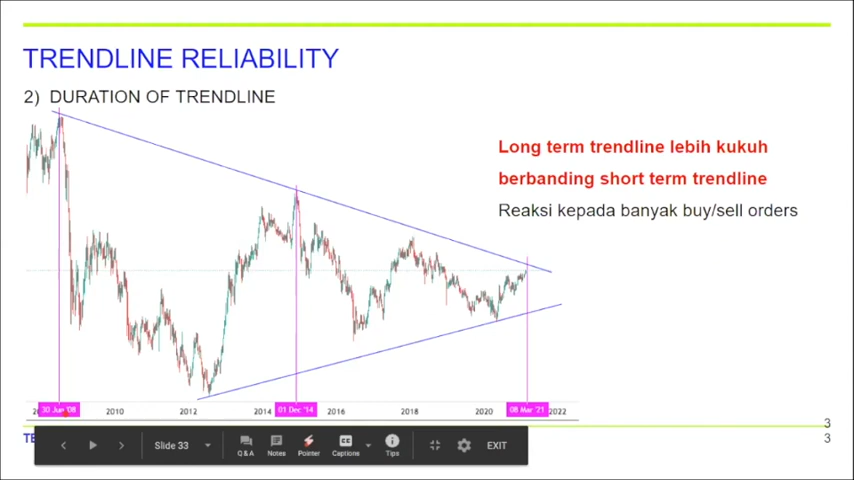 TRENDLINE RELIABILITY
2) DURATION OF TRENDLINE
Long term trendline lebih kukuh
berbanding short term trendline
Reaksi kepada banyak buy/sell orders
30 Jun '08 2010 2012 2014 01 Dec '14 2016 2018 2020 08 Mar '21 2022
3
3
Slide 33 Q&A Notes Pointer Captions Tips EXIT